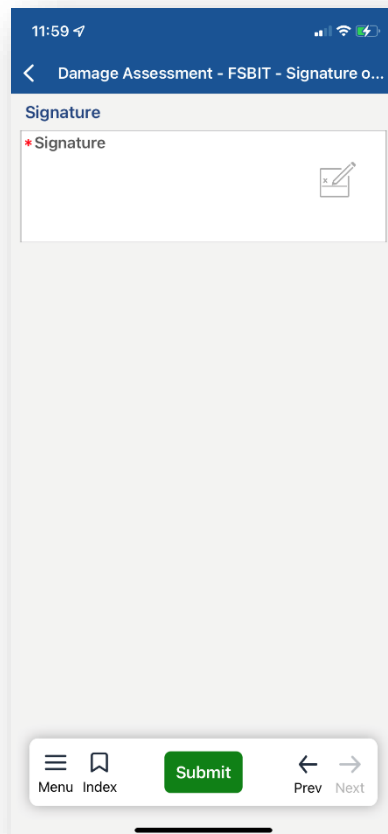 11:59
Damage Assessment - FSBIT - Signature o...
Signature
*Signature
x
Submit
Menu Index Prev Next